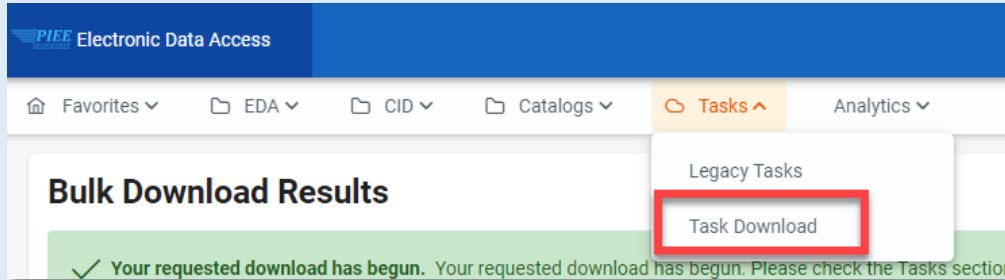 PIEE Electronic Data Access
Favorites EDA CID Catalogs Tasks Analytics
Legacy Tasks
Task Download
Bulk Download Results
Your requested download has begun. Your requested download has begun. Please check the Tasks sectio